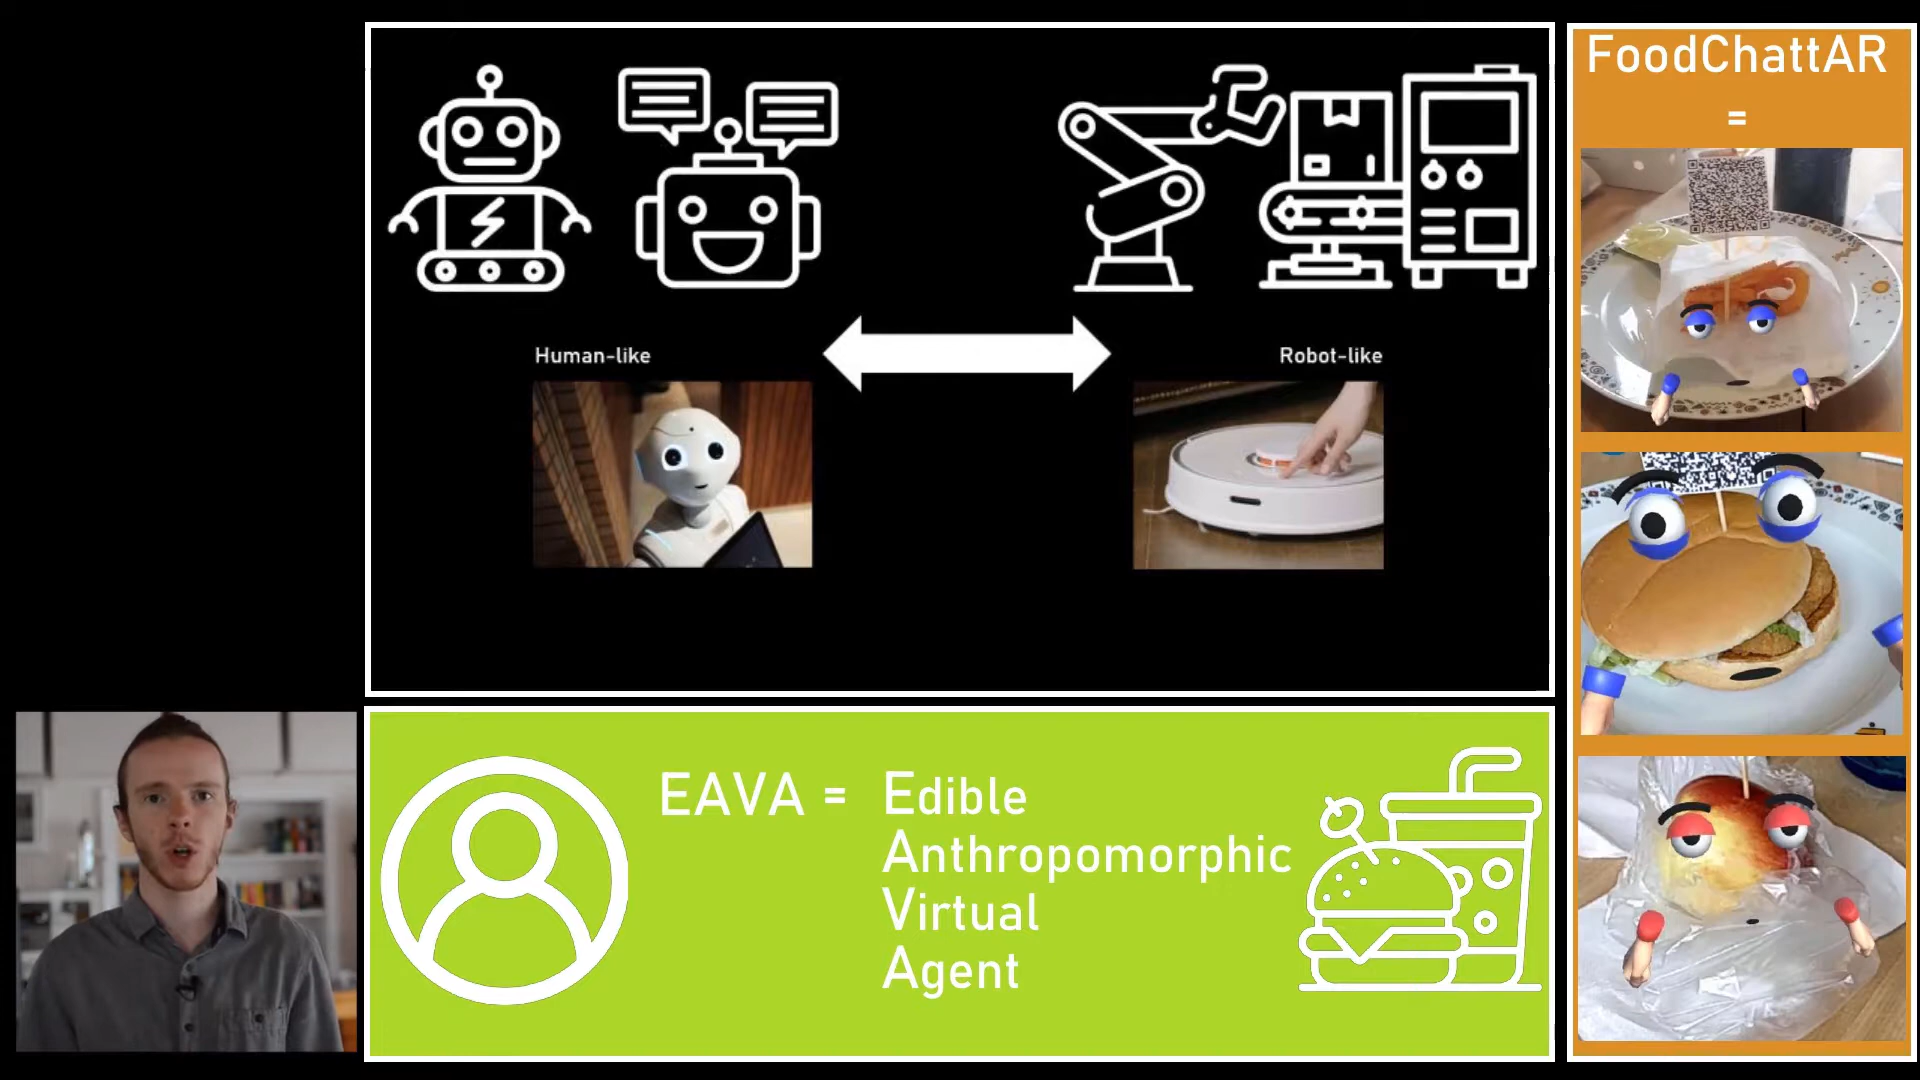 Human-like
Robot-like
EAVA = Edible
Anthropomorphic
Virtual
Agent
FoodChattAR
=